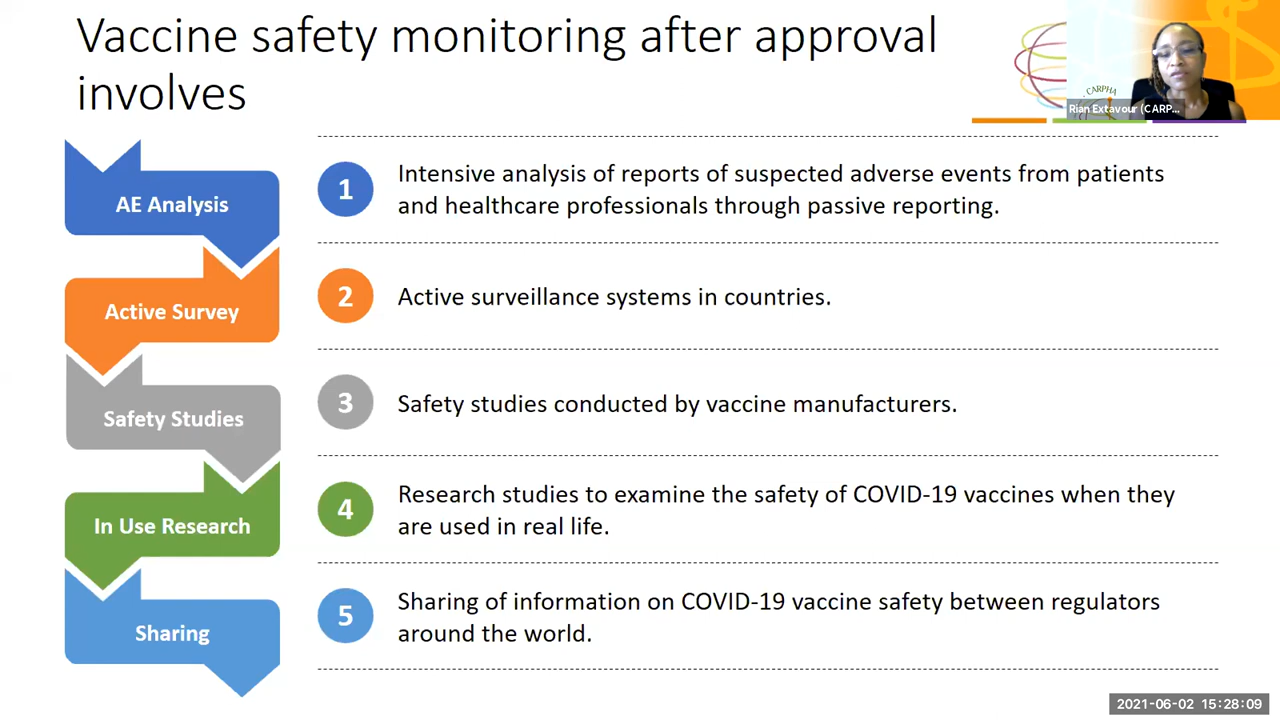 Vaccine safety monitoring after approval
involves
CARPHA
Rian Extavour (CARP...
AE Analysis
1
Intensive analysis of reports of suspected adverse events from patients
and healthcare professionals through passive reporting.
Active Survey
2
Active surveillance systems in countries.
Safety Studies
3
Safety studies conducted by vaccine manufacturers.
In Use Research
4
Research studies to examine the safety of COVID-19 vaccines when they
are used in real life.
Sharing
5
Sharing of information on COVID-19 vaccine safety between regulators
around the world.
2021-06-02 15:28:09